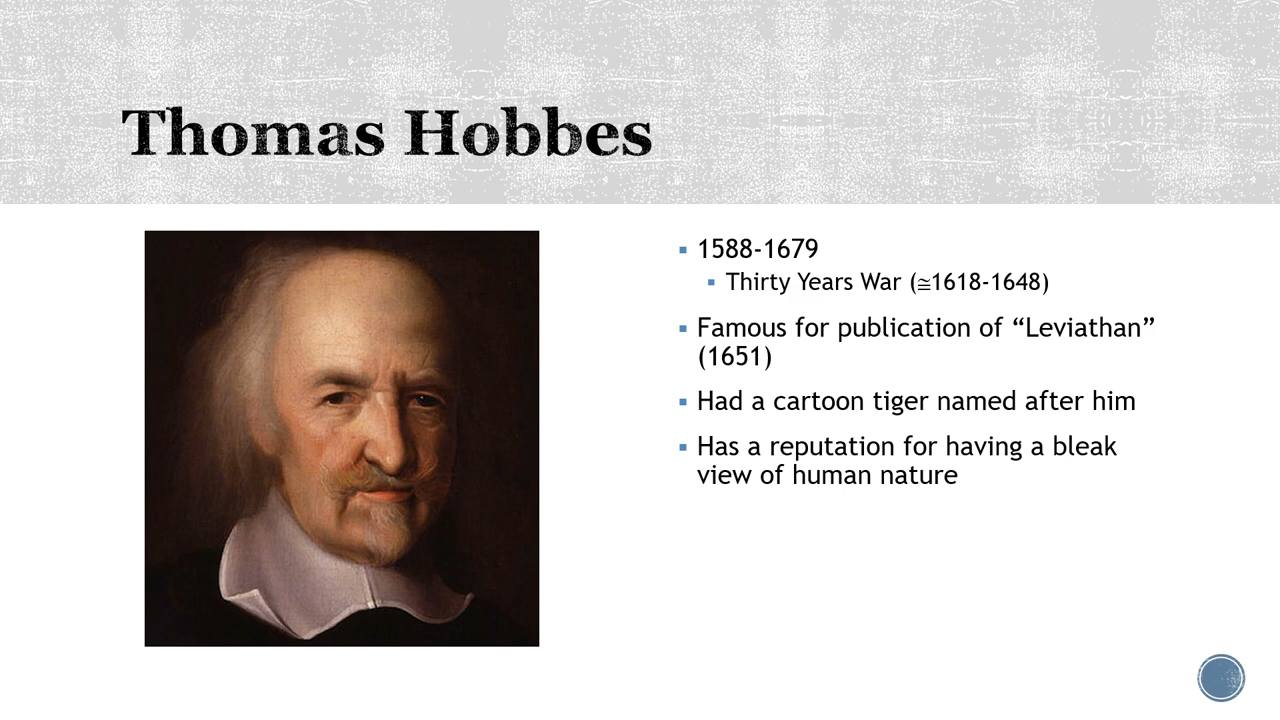 Thomas Hobbes
▪ 1588-1679
▪ Thirty Years War (≅1618-1648)
▪ Famous for publication of “Leviathan”
(1651)
▪ Had a cartoon tiger named after him
▪ Has a reputation for having a bleak
view of human nature